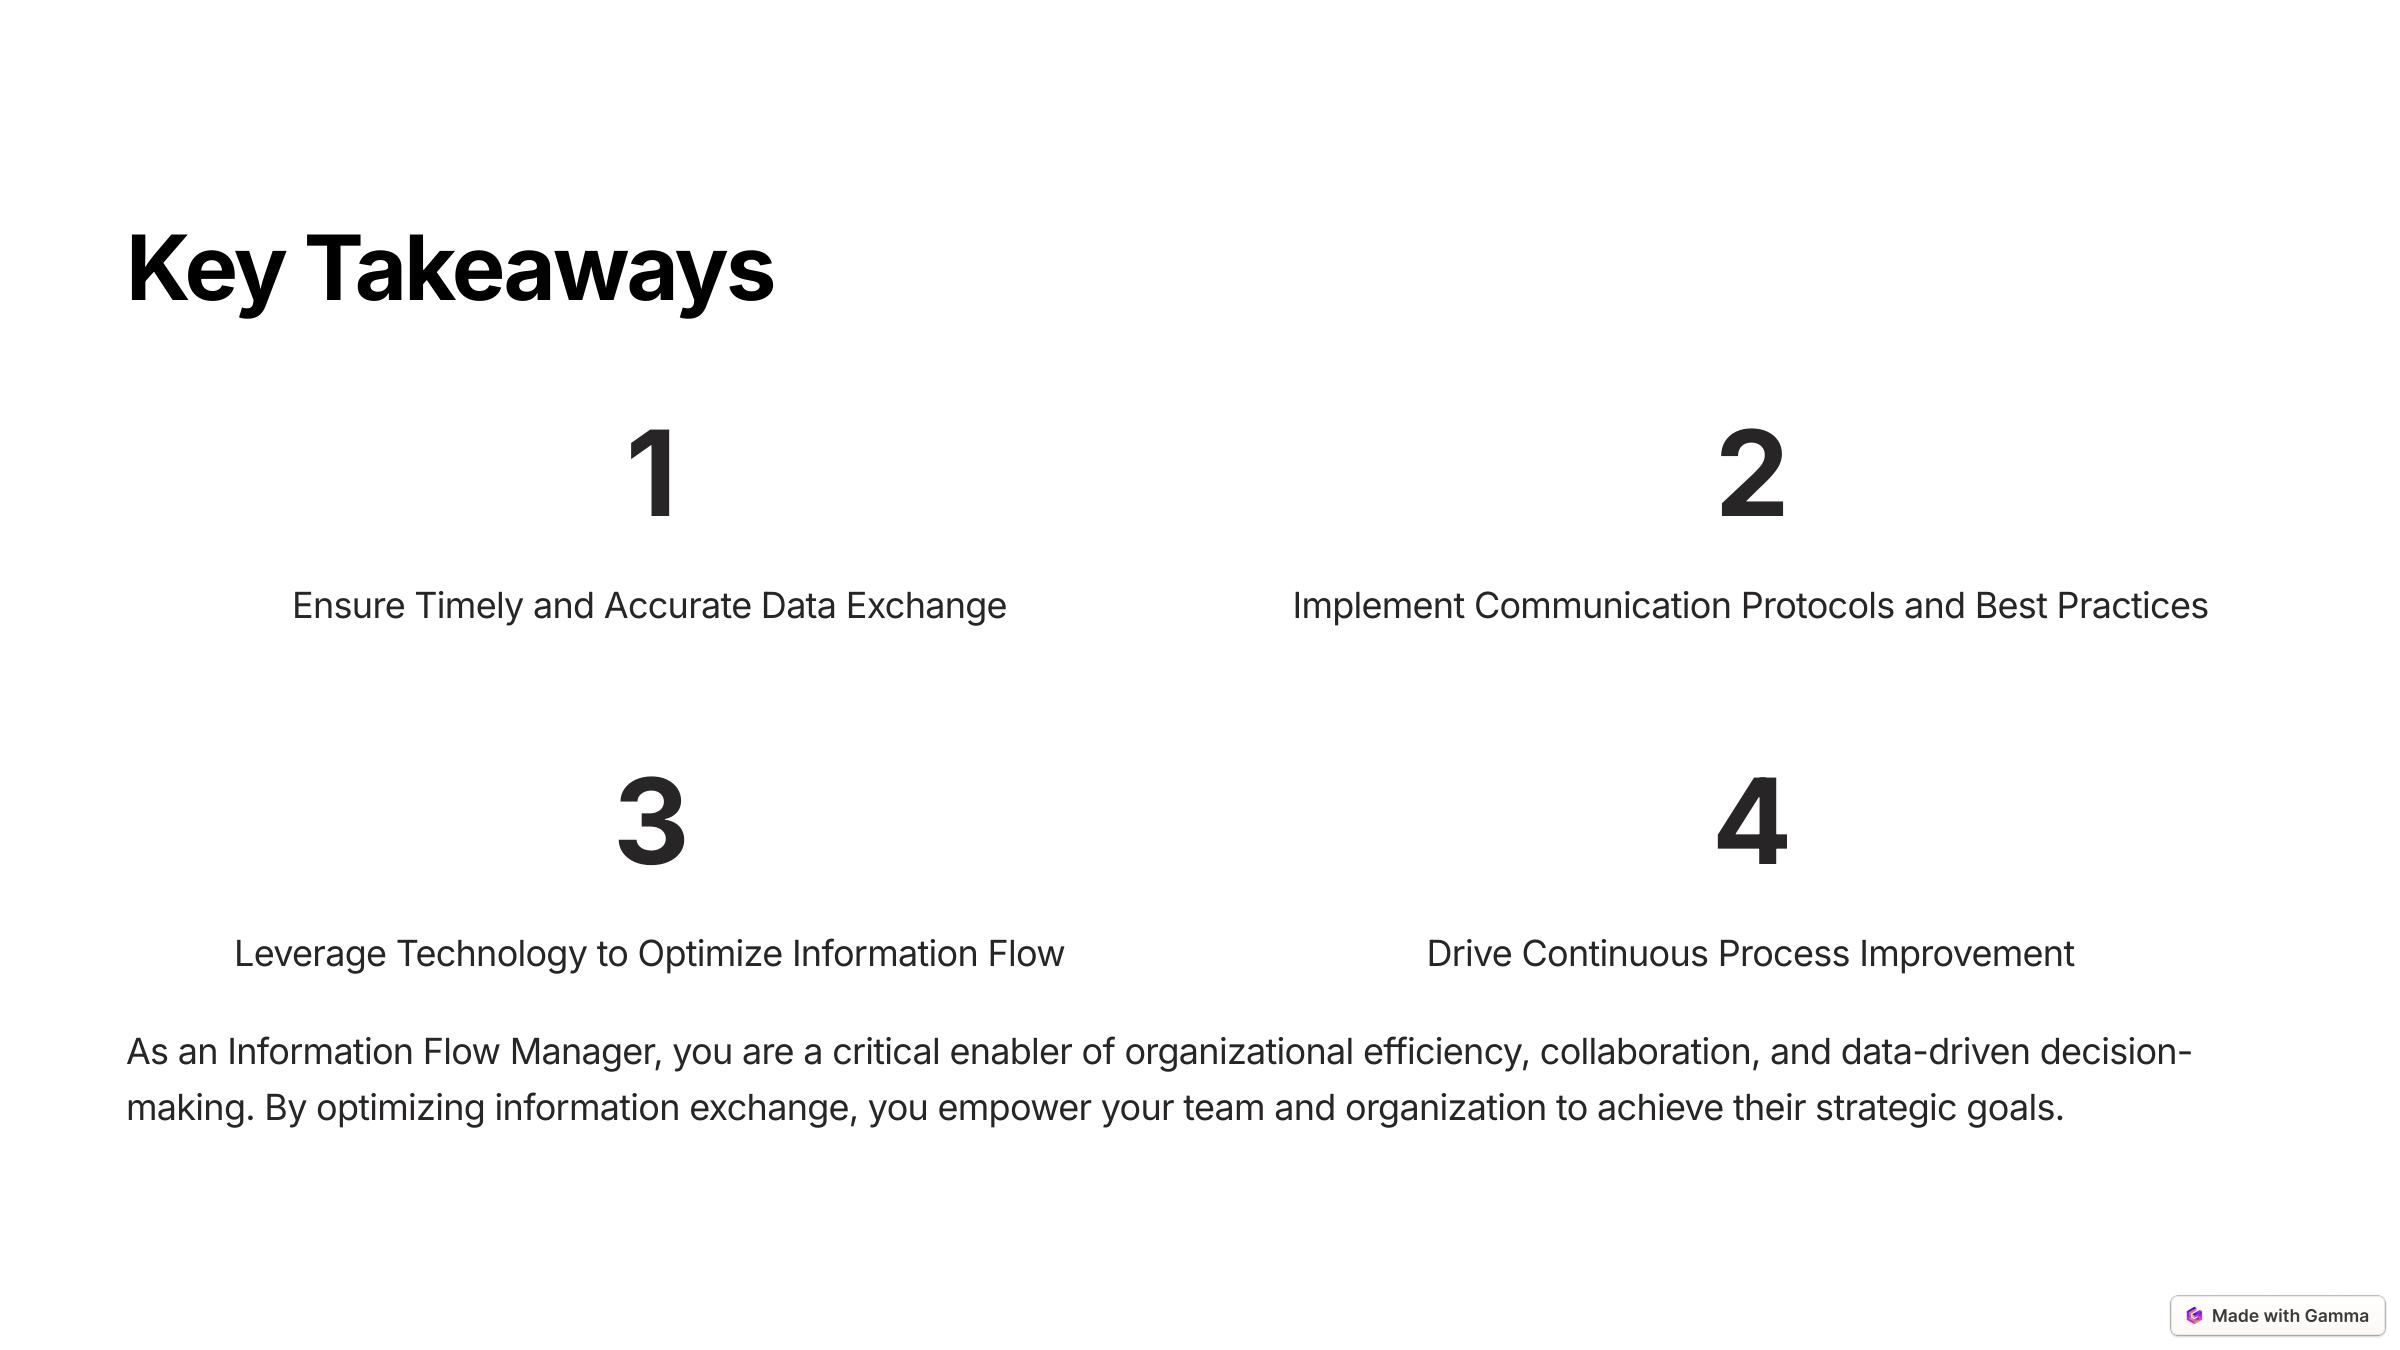 Key Takeaways
1
Ensure Timely and Accurate Data Exchange
2
Implement Communication Protocols and Best Practices
3
Leverage Technology to Optimize Information Flow
4
Drive Continuous Process Improvement
As an Information Flow Manager, you are a critical enabler of organizational efficiency, collaboration, and data-driven decision-
making. By optimizing information exchange, you empower your team and organization to achieve their strategic goals.
Made with Gamma